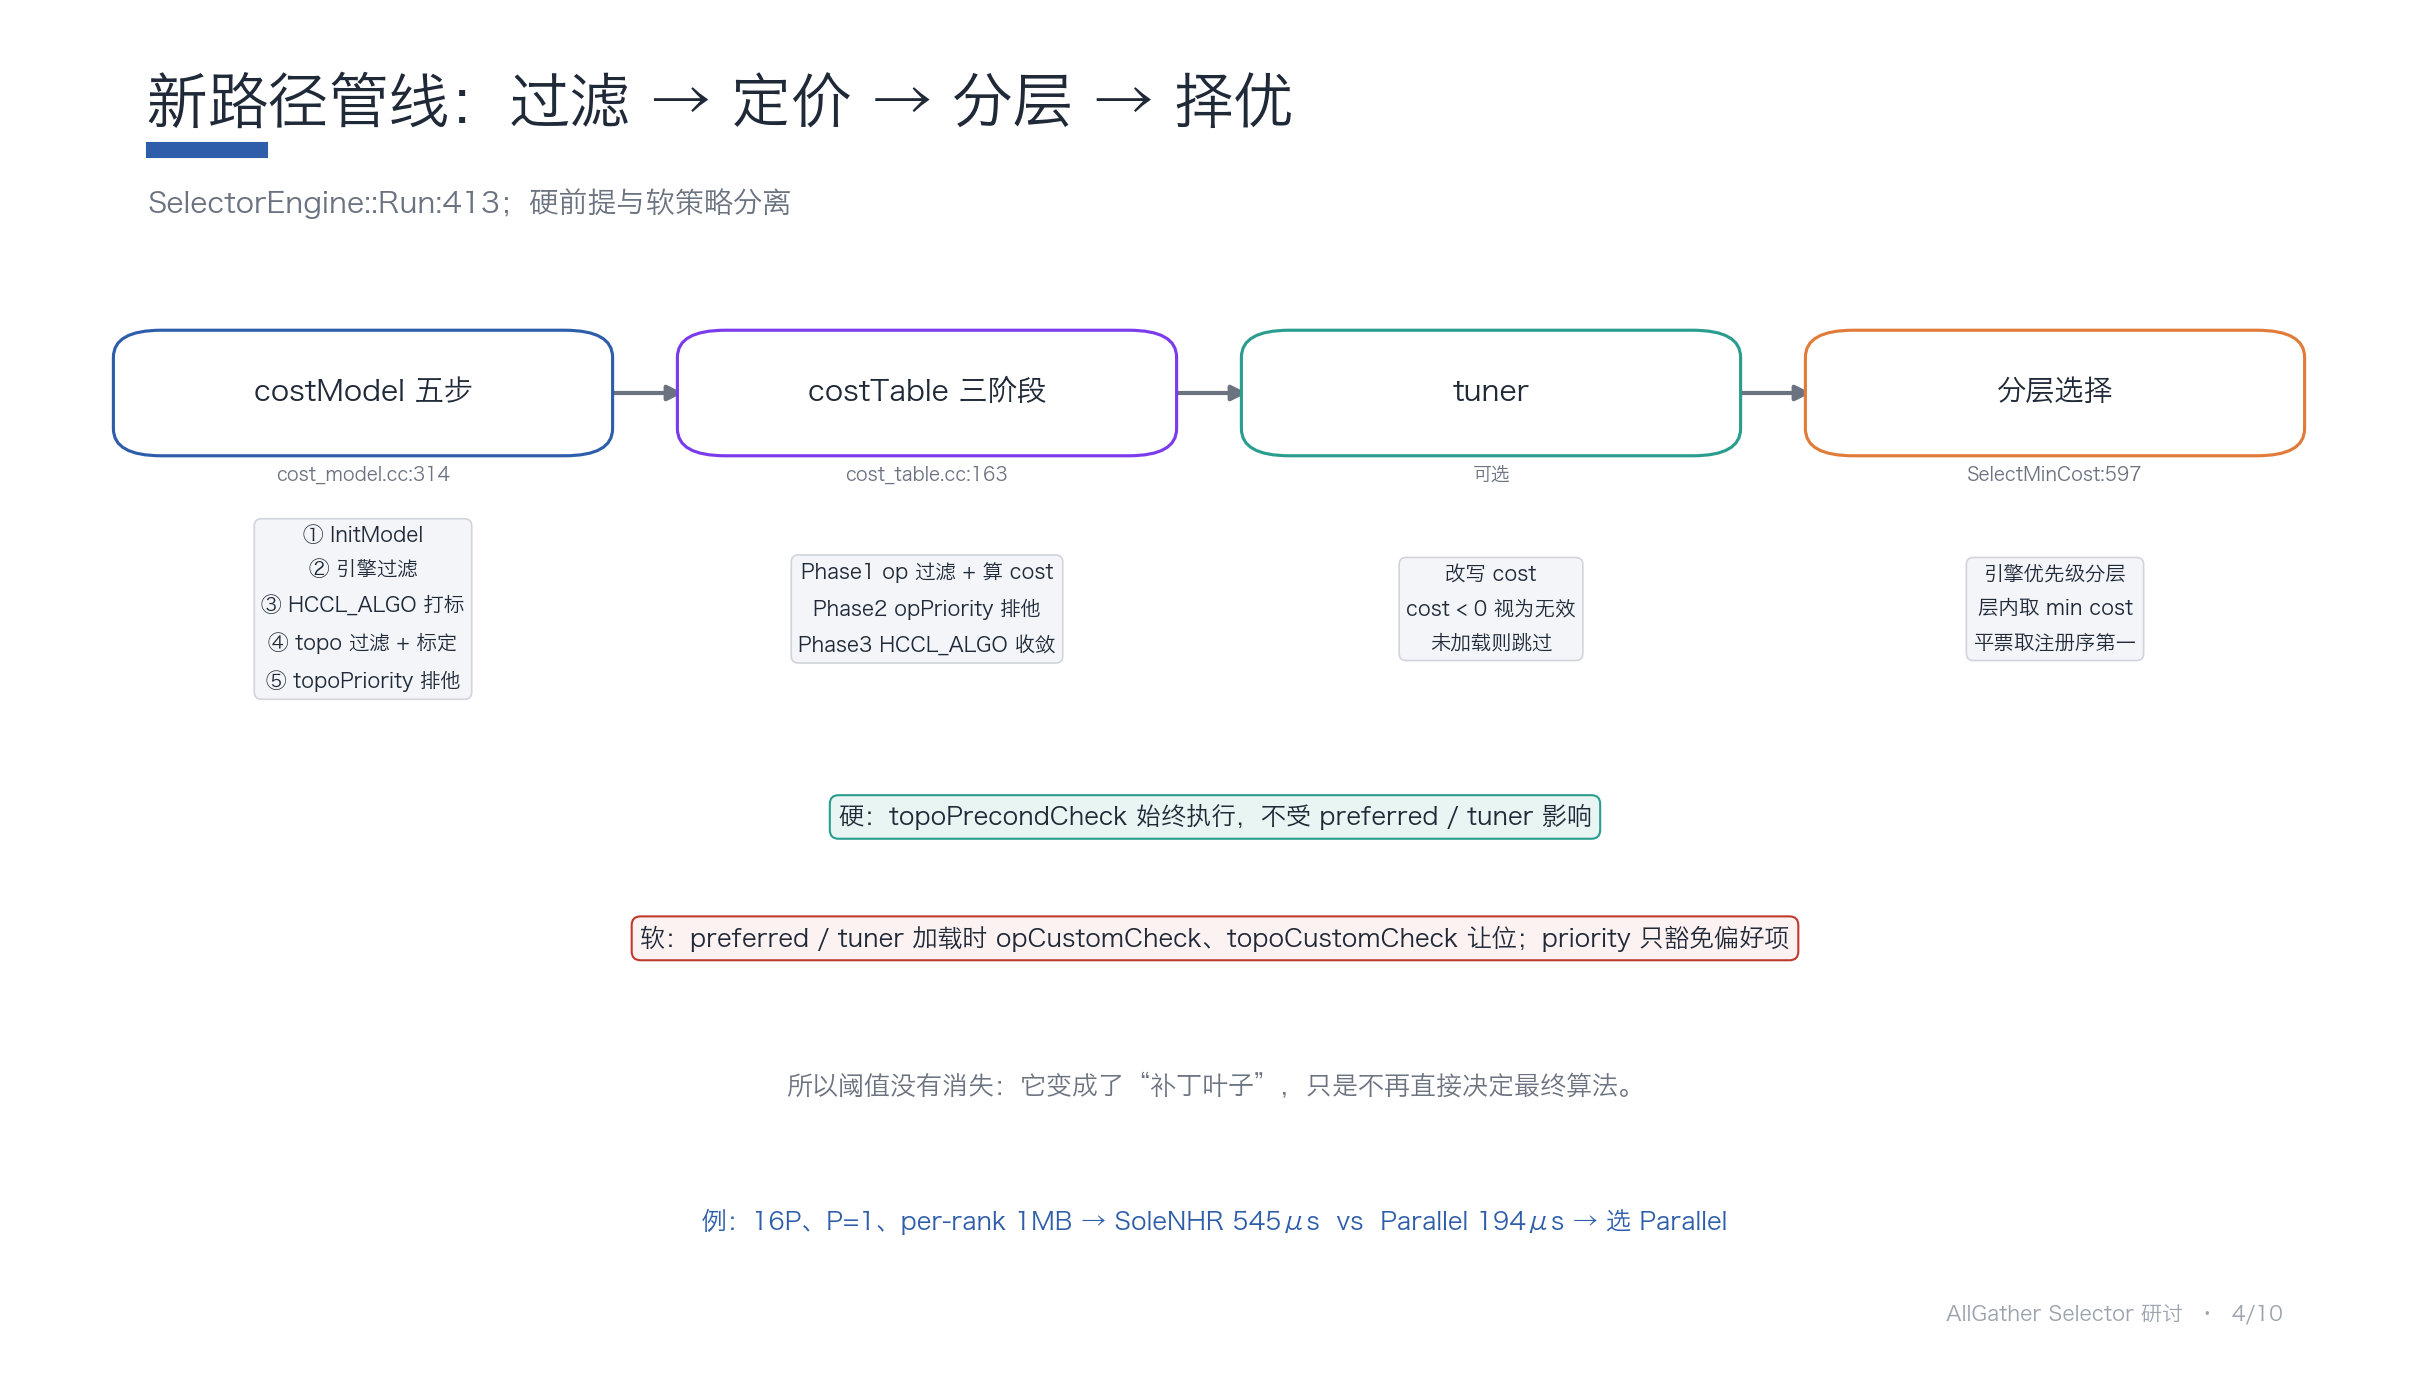 新路径管线：过滤 → 定价 → 分层 → 择优
SelectorEngine::Run:413；硬前提与软策略分离
costModel 五步
costTable 三阶段
tuner
分层选择
cost_model.cc:314
cost_table.cc:163
可选
SelectMinCost:597
① InitModel
② 引擎过滤
③ HCCL_ALGO 打标
④ topo 过滤 + 标定
⑤ topoPriority 排他
Phase1 op 过滤 + 算 cost
Phase2 opPriority 排他
Phase3 HCCL_ALGO 收敛
改写 cost
cost < 0 视为无效
未加载则跳过
引擎优先级分层
层内取 min cost
平票取注册序第一
硬：topoPrecondCheck 始终执行，不受 preferred / tuner 影响
软：preferred / tuner 加载时 opCustomCheck、topoCustomCheck 让位；priority 只豁免偏好项
所以阈值没有消失：它变成了“补丁叶子”，只是不再直接决定最终算法。
例：16P、P=1、per-rank 1MB → SoleNHR 545μs vs Parallel 194μs → 选 Parallel
AllGather Selector 研讨 · 4/10